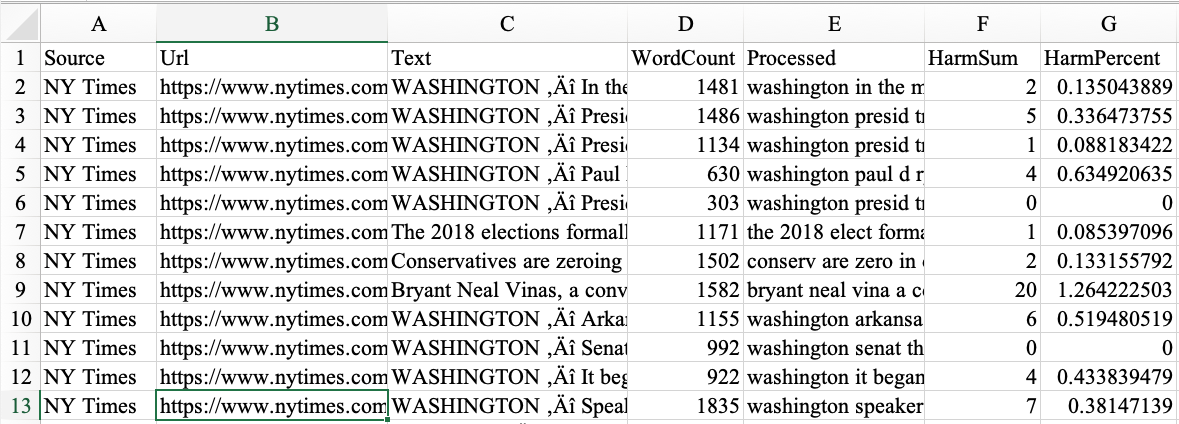 A B C D E F G
1 Source Url Text WordCount Processed HarmSum HarmPercent
2 NY Times https://www.nytimes.com WASHINGTON ‚Äî In the 1481 washington in the m 2 0.135043889
3 NY Times https://www.nytimes.com WASHINGTON ‚Äî Presi 1486 washington presid tr 5 0.336473755
4 NY Times https://www.nytimes.com WASHINGTON ‚Äî Presi 1134 washington presid tr 1 0.088183422
5 NY Times https://www.nytimes.com WASHINGTON ‚Äî Paul 630 washington paul d r 4 0.634920635
6 NY Times https://www.nytimes.com WASHINGTON ‚Äî Presi 303 washington presid tr 0 0
7 NY Times https://www.nytimes.com The 2018 elections formall 1171 the 2018 elect forma 1 0.085397096
8 NY Times https://www.nytimes.com Conservatives are zeroing 1502 conserv are zero in 2 0.133155792
9 NY Times https://www.nytimes.com Bryant Neal Vinas, a conv 1582 bryant neal vina a c 20 1.264222503
10 NY Times https://www.nytimes.com WASHINGTON ‚Äî Arka 1155 washington arkansa 6 0.519480519
11 NY Times https://www.nytimes.com WASHINGTON ‚Äî Senat 992 washington senat th 0 0
12 NY Times https://www.nytimes.com WASHINGTON ‚Äî It beg 922 washington it began 4 0.433839479
13 NY Times https://www.nytimes.com WASHINGTON ‚Äî Speal 1835 washington speaker 7 0.38147139